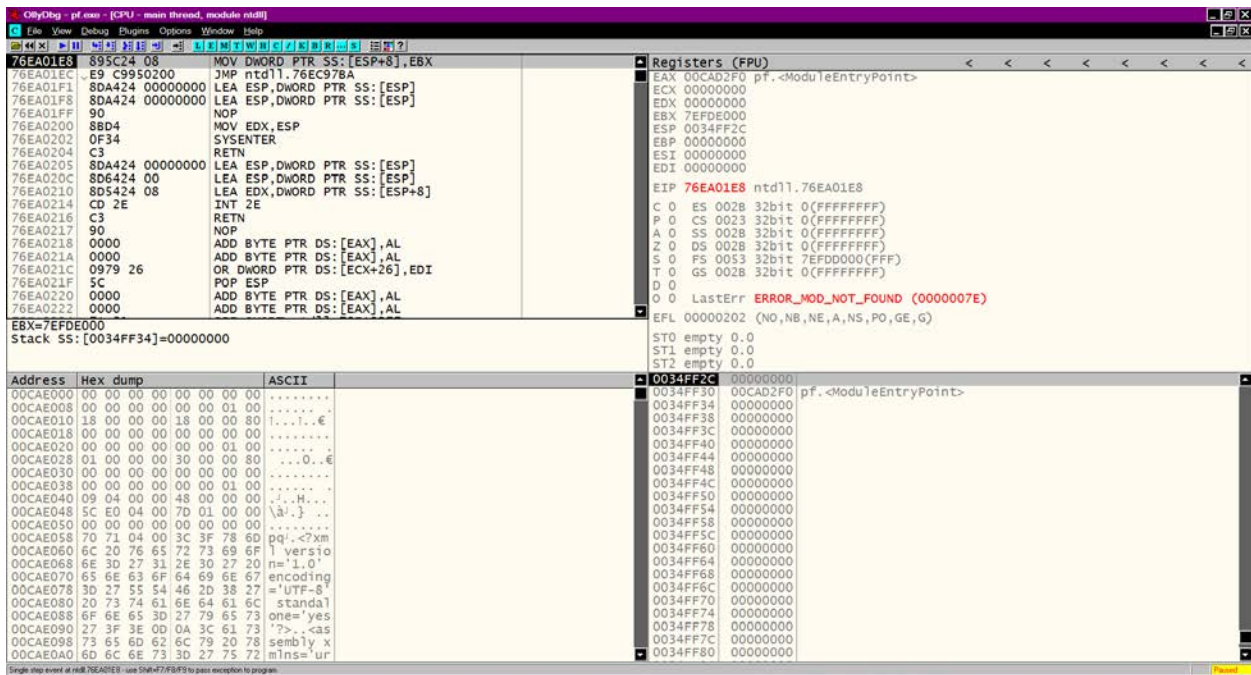 OllyDbg - pf.exe - [CPU - main thread, module ntdll]
File View Debug Plugins Options Window Help
L E M T W H C / K B R ... S ?
76EA01E8 895C24 08 MOV DWORD PTR SS:[ESP+8],EBX
76EA01EC E9 C9950200 JMP ntdll.76EC97BA
76EA01F1 8DA424 00000000 LEA ESP,DWORD PTR SS:[ESP]
76EA01F8 8DA424 00000000 LEA ESP,DWORD PTR SS:[ESP]
76EA01FF 90 NOP
76EA0200 8BD4 MOV EDX,ESP
76EA0202 0F34 SYSENTER
76EA0204 C3 RETN
76EA0205 8DA424 00000000 LEA ESP,DWORD PTR SS:[ESP]
76EA020C 8D6424 00 LEA ESP,DWORD PTR SS:[ESP]
76EA0210 8D5424 08 LEA EDX,DWORD PTR SS:[ESP+8]
76EA0214 CD 2E INT 2E
76EA0216 C3 RETN
76EA0217 90 NOP
76EA0218 0000 ADD BYTE PTR DS:[EAX],AL
76EA021A 0000 ADD BYTE PTR DS:[EAX],AL
76EA021C 0979 26 OR DWORD PTR DS:[ECX+26],EDI
76EA021F 5C POP ESP
76EA0220 0000 ADD BYTE PTR DS:[EAX],AL
76EA0222 0000 ADD BYTE PTR DS:[EAX],AL
EBX=7EFDE000
Stack SS:[0034FF34]=00000000
Registers (FPU) < < < < < < < <
EAX 00CAD2F0 pf.<ModuleEntryPoint>
ECX 00000000
EDX 00000000
EBX 7EFDE000
ESP 0034FF2C
EBP 00000000
ESI 00000000
EDI 00000000
EIP 76EA01E8 ntdll.76EA01E8
C 0 ES 002B 32bit 0(FFFFFFFF)
P 0 CS 0023 32bit 0(FFFFFFFF)
A 0 SS 002B 32bit 0(FFFFFFFF)
Z 0 DS 002B 32bit 0(FFFFFFFF)
S 0 FS 0053 32bit 7EFDD000(FFF)
T 0 GS 002B 32bit 0(FFFFFFFF)
D 0
O 0 LastErr ERROR_MOD_NOT_FOUND (0000007E)
EFL 00000202 (NO,NB,NE,A,NS,PO,GE,G)
ST0 empty 0.0
ST1 empty 0.0
ST2 empty 0.0
Address Hex dump ASCII
00CAE000 00 00 00 00 00 00 00 00 ........
00CAE008 00 00 00 00 00 00 01 00 ...... .
00CAE010 18 00 00 00 18 00 00 80 ↑...↑..€
00CAE018 00 00 00 00 00 00 00 00 ........
00CAE020 00 00 00 00 00 00 01 00 ...... .
00CAE028 01 00 00 00 30 00 00 80 ...0..€
00CAE030 00 00 00 00 00 00 00 00 ........
00CAE038 00 00 00 00 00 00 01 00 ...... .
00CAE040 09 04 00 00 48 00 00 00 .┘..H...
00CAE048 5C E0 04 00 7D 01 00 00 \à┘.} ..
00CAE050 00 00 00 00 00 00 00 00 ........
00CAE058 70 71 04 00 3C 3F 78 6D pq┘.<?xm
00CAE060 6C 20 76 65 72 73 69 6F l versio
00CAE068 6E 3D 27 31 2E 30 27 20 n='1.0'
00CAE070 65 6E 63 6F 64 69 6E 67 encoding
00CAE078 3D 27 55 54 46 2D 38 27 ='UTF-8'
00CAE080 20 73 74 61 6E 64 61 6C standal
00CAE088 6F 6E 65 3D 27 79 65 73 one='yes
00CAE090 27 3F 3E 0D 0A 3C 61 73 '?>..<as
00CAE098 73 65 6D 62 6C 79 20 78 sembly x
00CAE0A0 6D 6C 6E 73 3D 27 75 72 mlns='ur
0034FF2C 00000000
0034FF30 00CAD2F0 pf.<ModuleEntryPoint>
0034FF34 00000000
0034FF38 00000000
0034FF3C 00000000
0034FF40 00000000
0034FF44 00000000
0034FF48 00000000
0034FF4C 00000000
0034FF50 00000000
0034FF54 00000000
0034FF58 00000000
0034FF5C 00000000
0034FF60 00000000
0034FF64 00000000
0034FF68 00000000
0034FF6C 00000000
0034FF70 00000000
0034FF74 00000000
0034FF78 00000000
0034FF7C 00000000
0034FF80 00000000
Single step event at ntdll.76EA01E8 - use Shift+F7/F8/F9 to pass exception to program
Paused